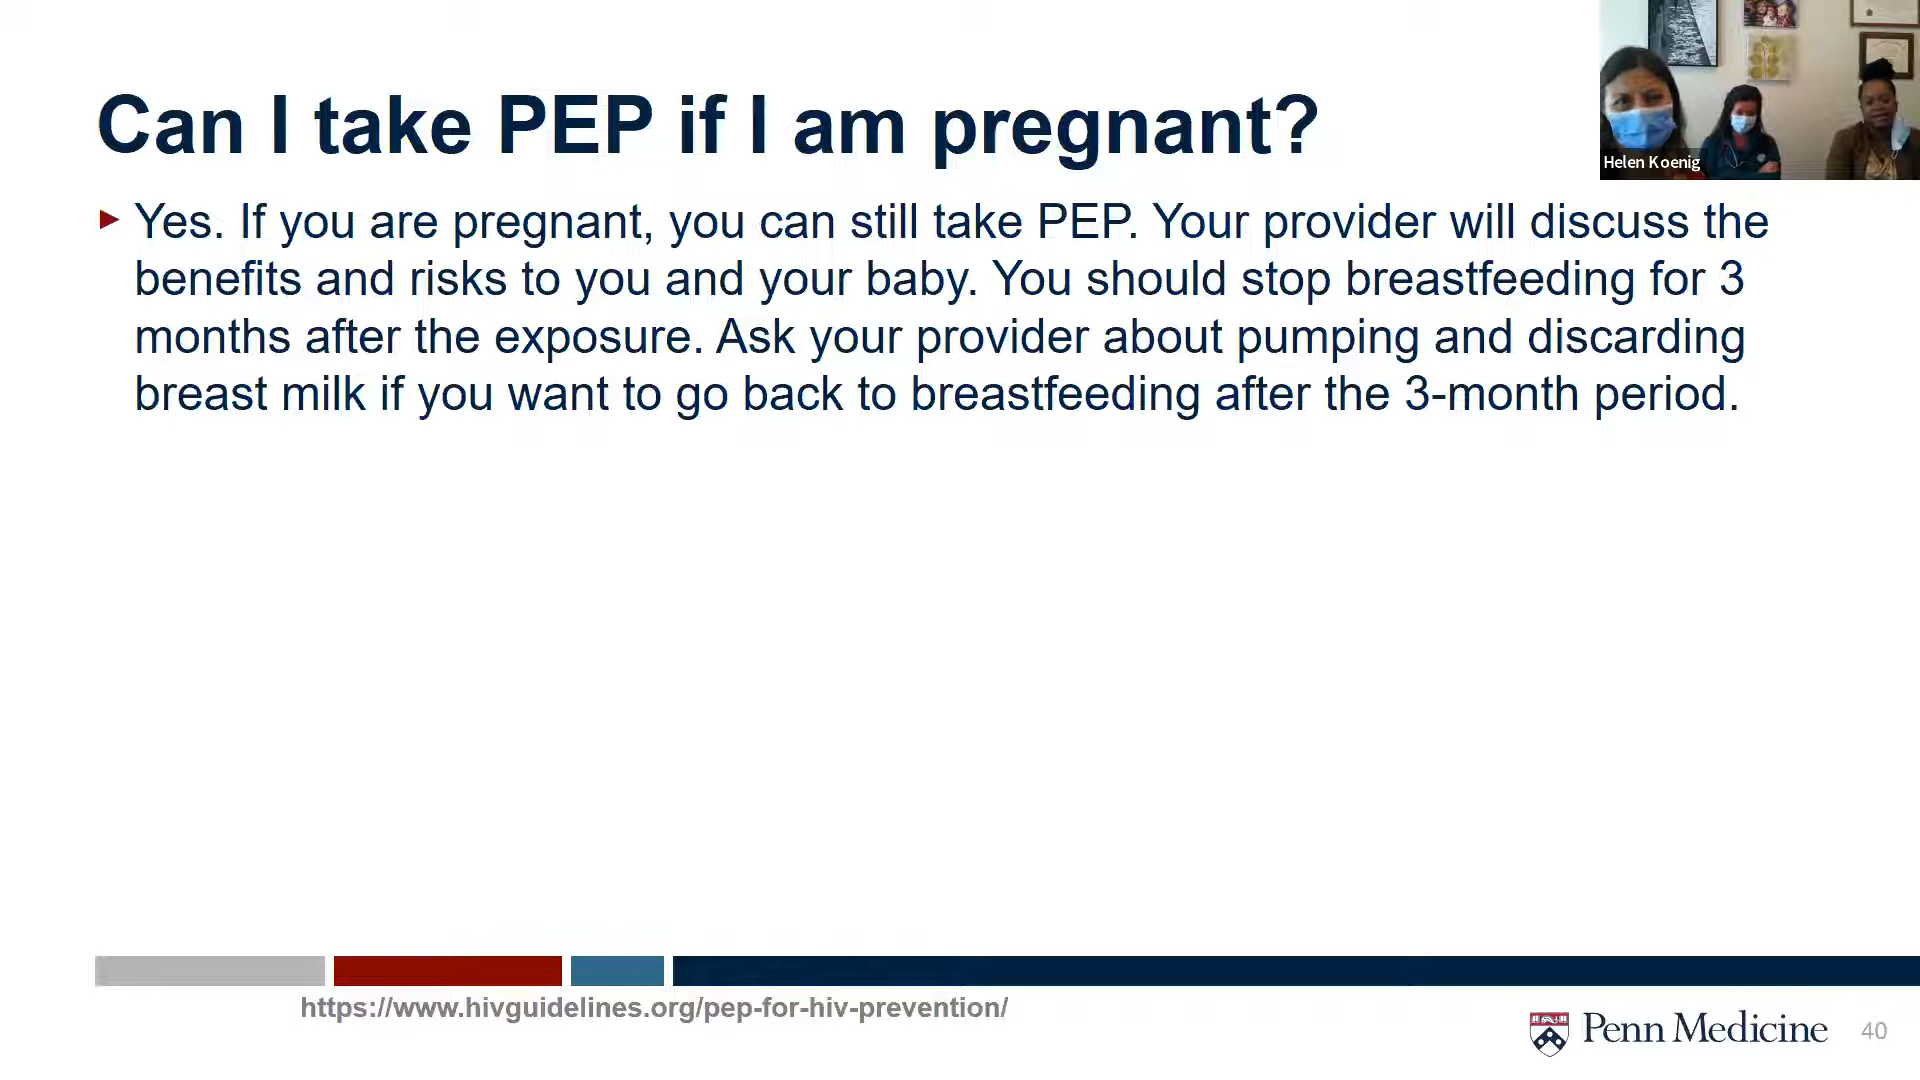 Can I take PEP if I am pregnant?
Helen Koenig
Yes. If you are pregnant, you can still take PEP. Your provider will discuss the
benefits and risks to you and your baby. You should stop breastfeeding for 3
months after the exposure. Ask your provider about pumping and discarding
breast milk if you want to go back to breastfeeding after the 3-month period.
https://www.hivguidelines.org/pep-for-hiv-prevention/
Penn Medicine
40